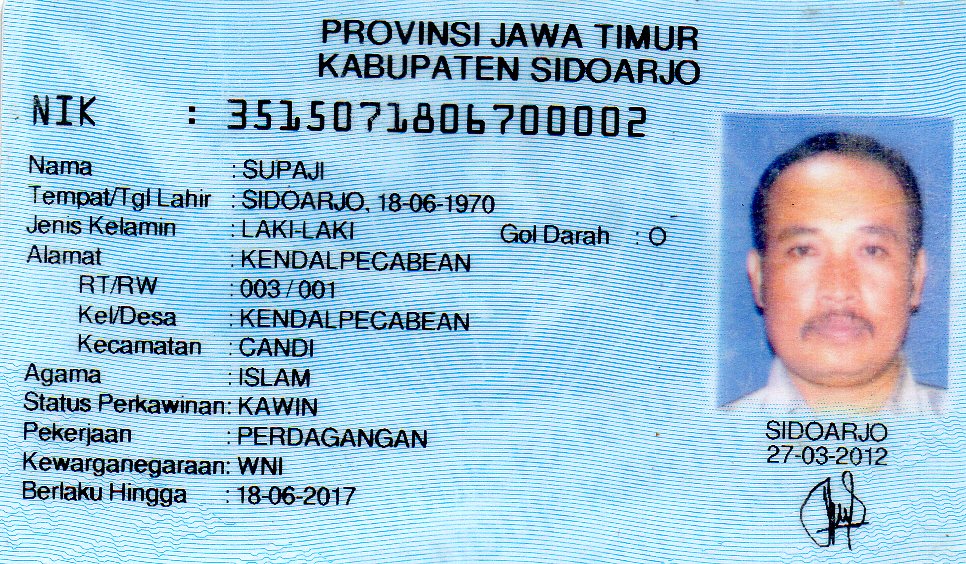 PROVINSI JAWA TIMUR
KABUPATEN SIDOARJO
NIK : 3515071806700002
Nama : SUPAJI
Tempat/Tgl Lahir : SIDOARJO, 18-06-1970
Jenis Kelamin : LAKI-LAKI Gol Darah : O
Alamat : KENDALPECABEAN
RT/RW : 003 / 001
Kel/Desa : KENDALPECABEAN
Kecamatan : CANDI
Agama : ISLAM
Status Perkawinan: KAWIN
Pekerjaan : PERDAGANGAN
Kewarganegaraan: WNI
Berlaku Hingga : 18-06-2017
SIDOARJO
27-03-2012